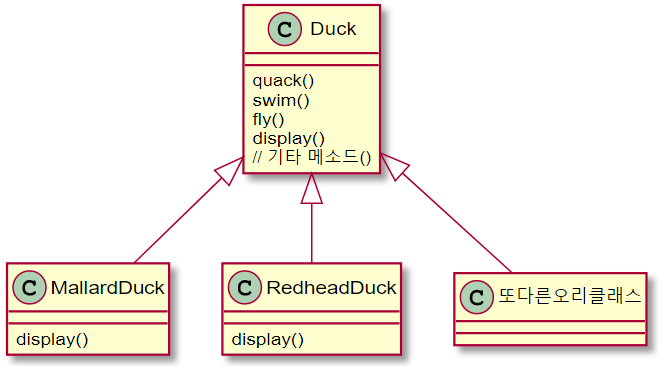 C Duck
quack()
swim()
fly()
display()
// 기타 메소드()
C MallardDuck
display()
C RedheadDuck
display()
C 또다른오리클래스